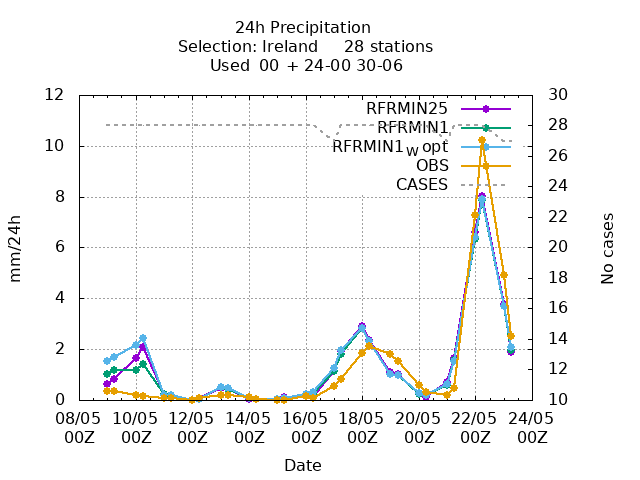 24h Precipitation
Selection: Ireland 28 stations
Used 00 + 24-00 30-06
12
10
8
6
4
2
0
mm/24h
30
28
26
24
22
20
18
16
14
12
10
No cases
RFRMIN25
RFRMIN1
RFRMIN1w opt
OBS
CASES
08/05 10/05 12/05 14/05 16/05 18/05 20/05 22/05 24/05
00Z 00Z 00Z 00Z 00Z 00Z 00Z 00Z 00Z
Date